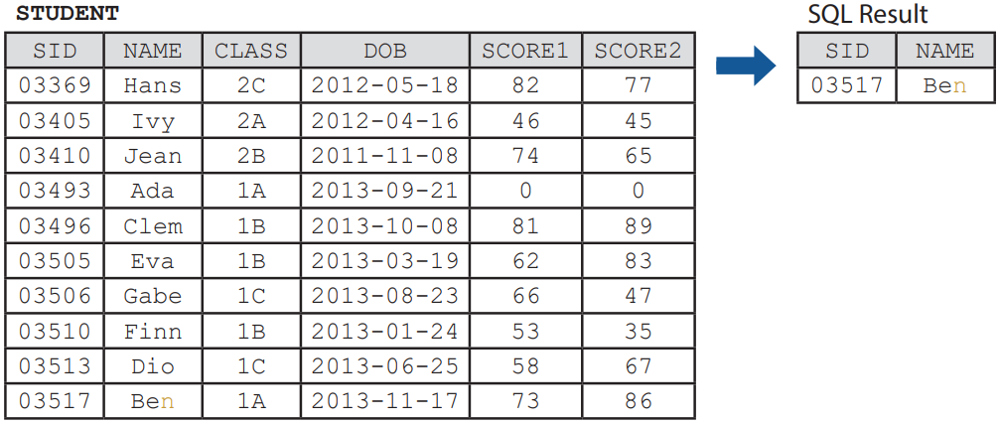 STUDENT
SID NAME CLASS DOB SCORE1 SCORE2
03369 Hans 2C 2012-05-18 82 77
03405 Ivy 2A 2012-04-16 46 45
03410 Jean 2B 2011-11-08 74 65
03493 Ada 1A 2013-09-21 0 0
03496 Clem 1B 2013-10-08 81 89
03505 Eva 1B 2013-03-19 62 83
03506 Gabe 1C 2013-08-23 66 47
03510 Finn 1B 2013-01-24 53 35
03513 Dio 1C 2013-06-25 58 67
03517 Ben 1A 2013-11-17 73 86
SQL Result
SID NAME
03517 Ben